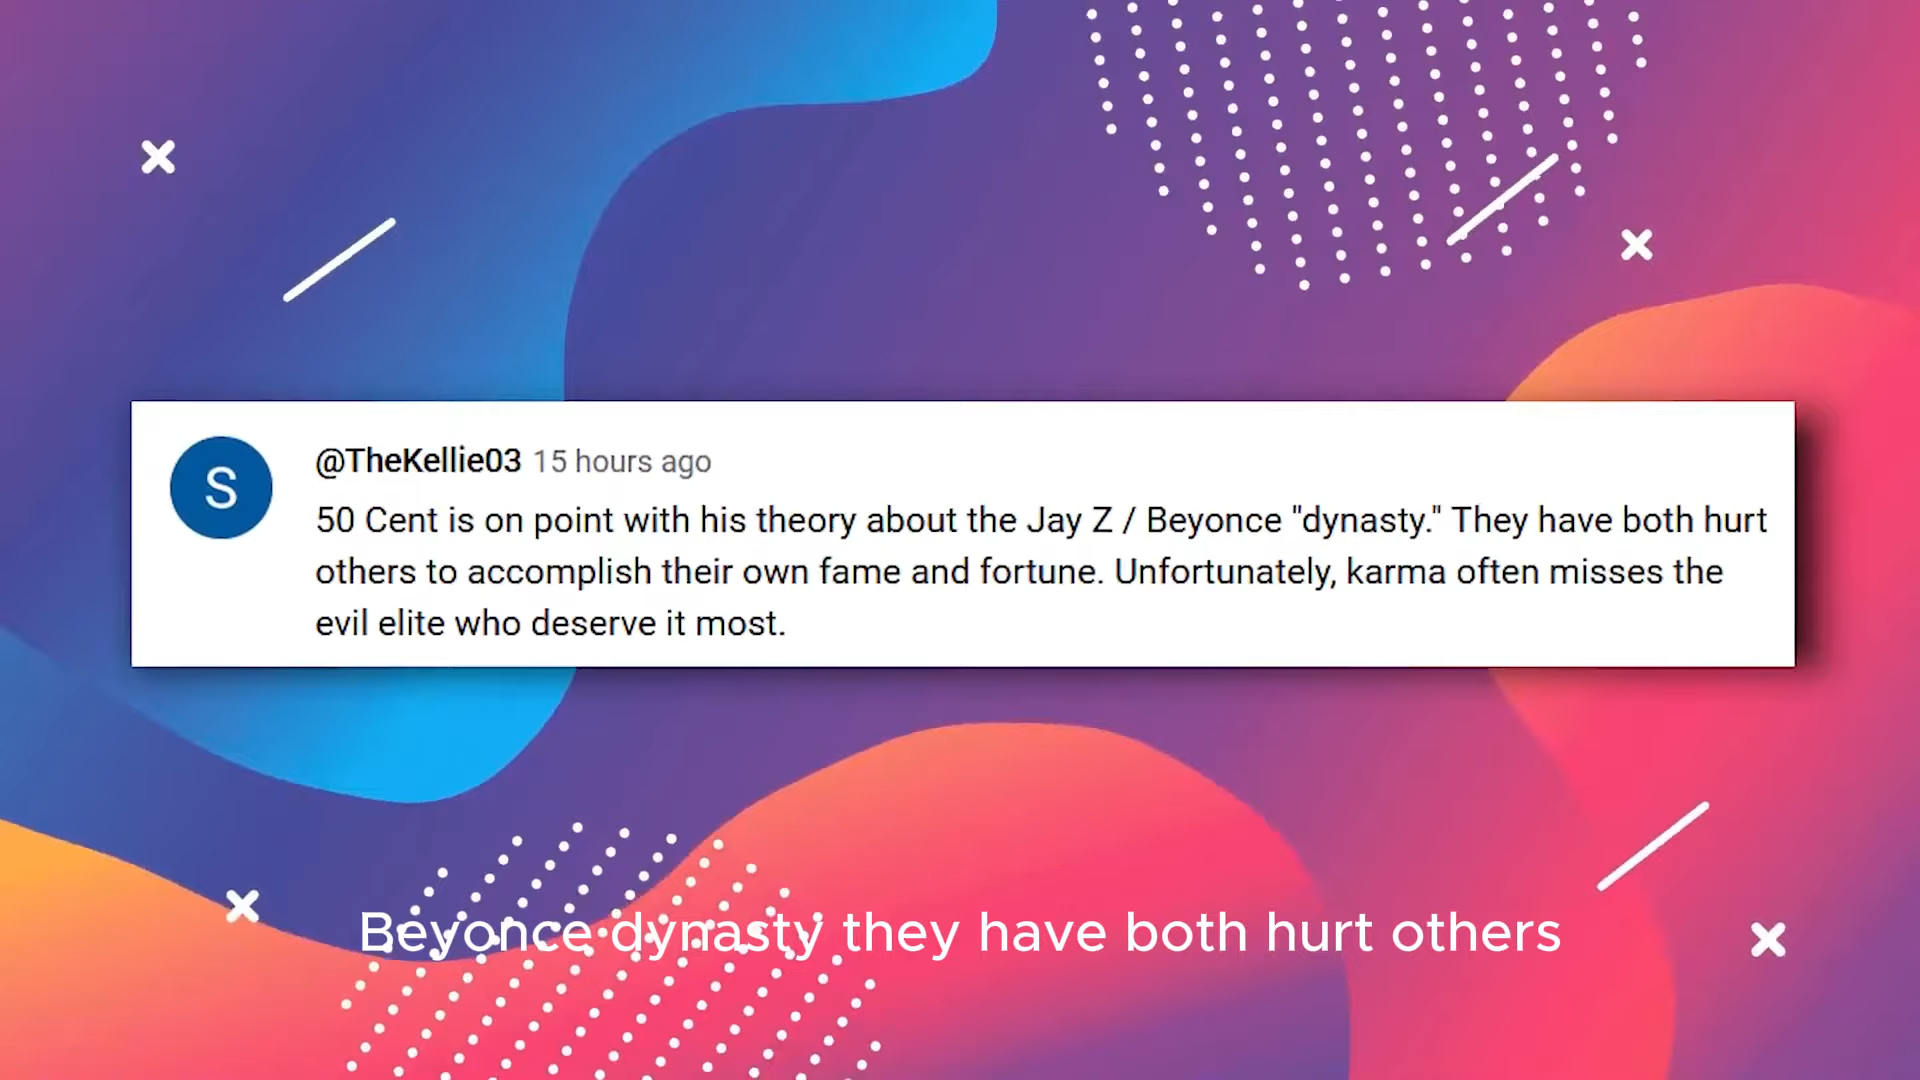 S
@TheKellie03 15 hours ago
50 Cent is on point with his theory about the Jay Z / Beyonce "dynasty." They have both hurt
others to accomplish their own fame and fortune. Unfortunately, karma often misses the
evil elite who deserve it most.
Beyonce dynasty they have both hurt others